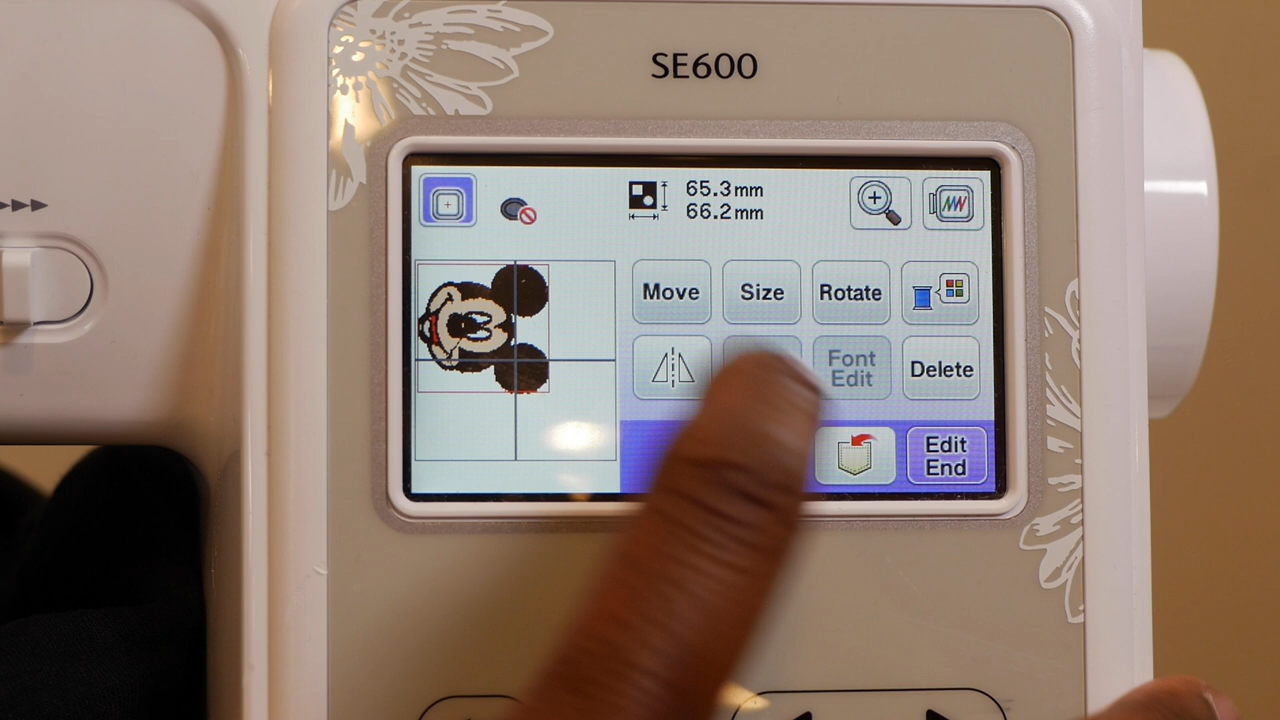 SE600
65.3mm
66.2mm
Move
Size
Rotate
Font
Edit
Delete
Edit
End